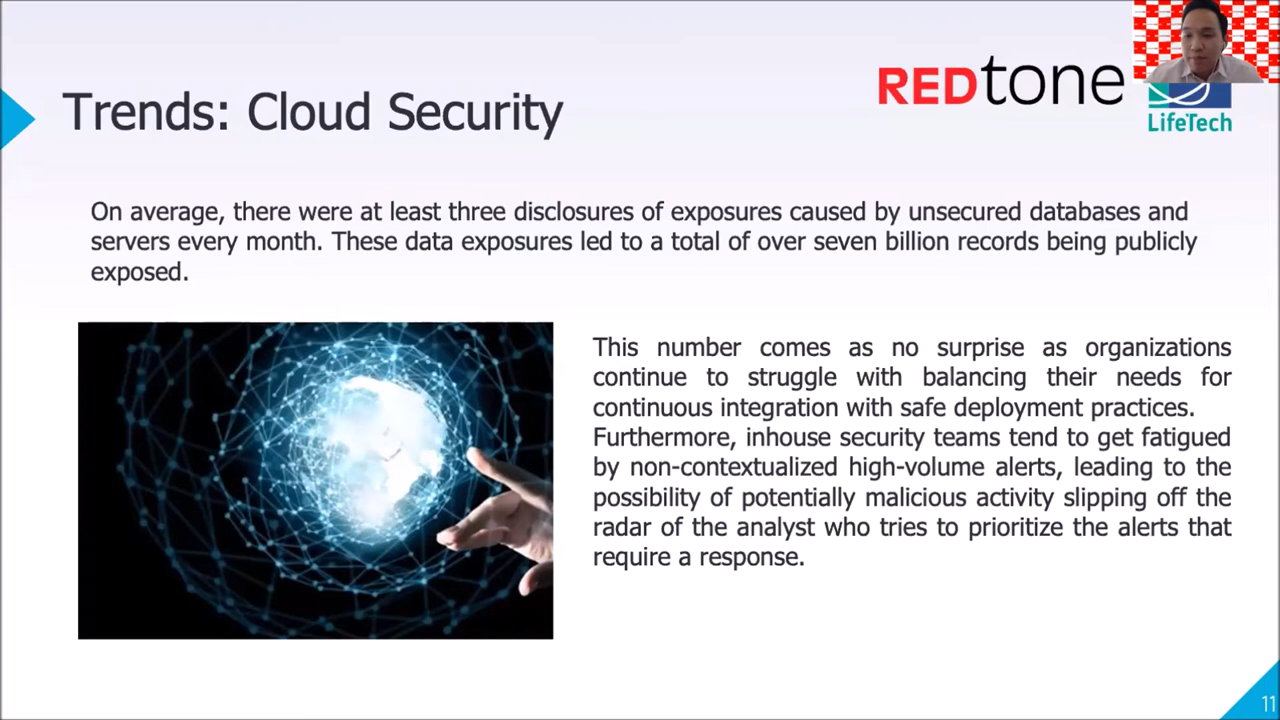 Trends: Cloud Security
REDtone
LifeTech
On average, there were at least three disclosures of exposures caused by unsecured databases and
servers every month. These data exposures led to a total of over seven billion records being publicly
exposed.
This number comes as no surprise as organizations
continue to struggle with balancing their needs for
continuous integration with safe deployment practices.
Furthermore, inhouse security teams tend to get fatigued
by non-contextualized high-volume alerts, leading to the
possibility of potentially malicious activity slipping off the
radar of the analyst who tries to prioritize the alerts that
require a response.
11